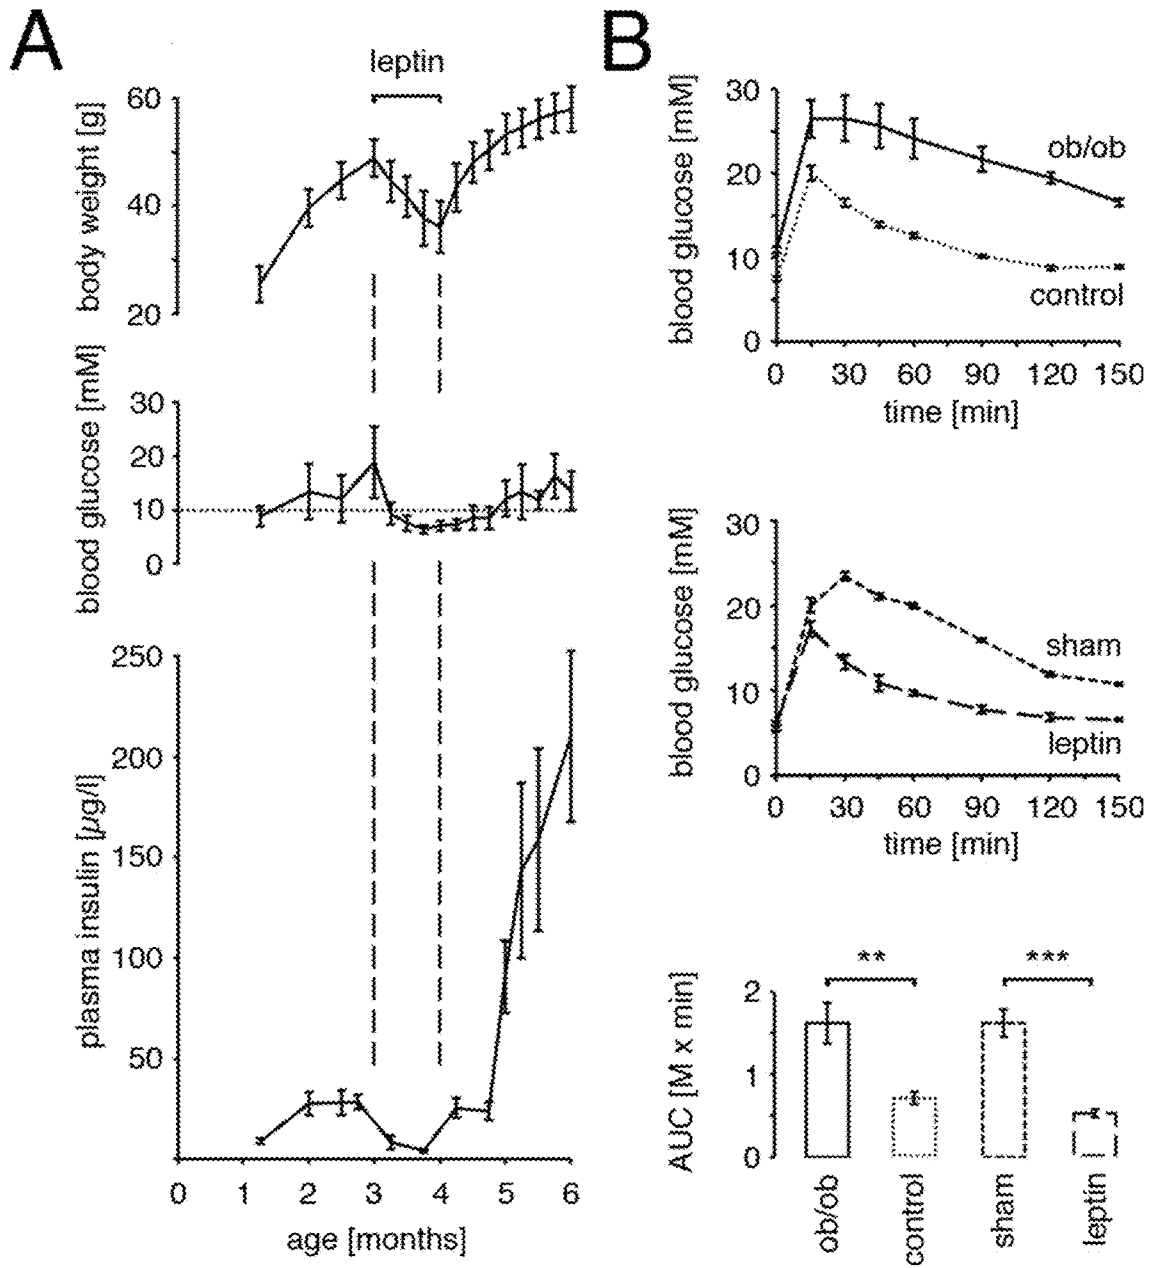 A
leptin
body weight [g]
60
40
20
blood glucose [mM]
30
20
10
0
plasma insulin [µg/l]
250
200
150
100
50
0 1 2 3 4 5 6
age [months]
B
blood glucose [mM]
30
20
10
0
ob/ob
control
0 30 60 90 120 150
time [min]
blood glucose [mM]
30
20
10
0
sham
leptin
0 30 60 90 120 150
time [min]
AUC [M x min]
2
1
0
** ***
ob/ob
control
sham
leptin